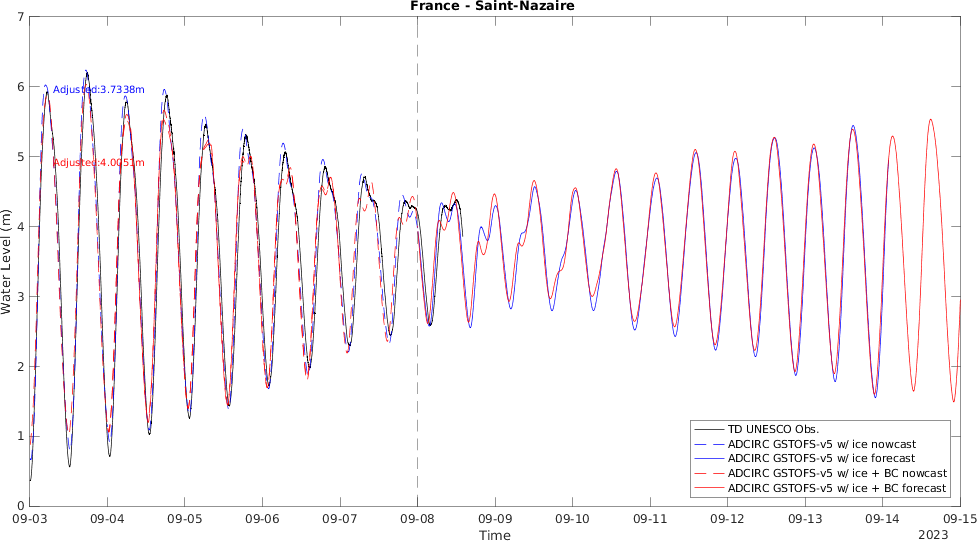 France - Saint-Nazaire
7
6
5
4
3
2
1
0
Water Level (m)
Adjusted:3.7338m
Adjusted:4.0051m
TD UNESCO Obs.
ADCIRC GSTOFS-v5 w/ ice nowcast
ADCIRC GSTOFS-v5 w/ ice forecast
ADCIRC GSTOFS-v5 w/ ice + BC nowcast
ADCIRC GSTOFS-v5 w/ ice + BC forecast
09-03 09-04 09-05 09-06 09-07 09-08 09-09 09-10 09-11 09-12 09-13 09-14 09-15
Time
2023